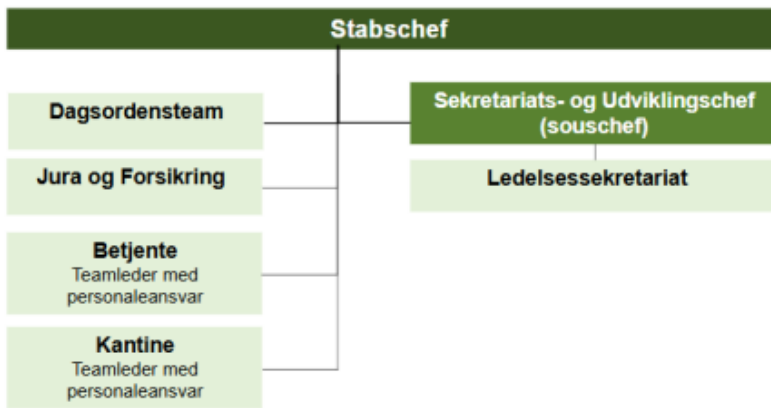 Stabschef
Dagsordensteam
Sekretariats- og Udviklingschef
(souschef)
Jura og Forsikring
Ledelsessekretariat
Betjente
Teamleder med
personaleansvar
Kantine
Teamleder med
personaleansvar